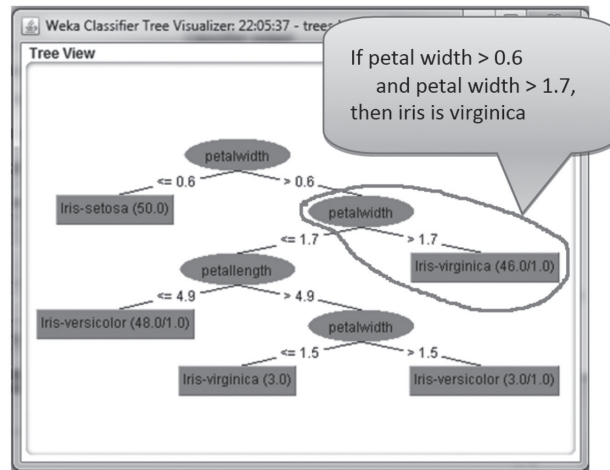 Weka Classifier Tree Visualizer: 22:05:37 - trees
Tree View
If petal width > 0.6
and petal width > 1.7,
then iris is virginica
petalwidth
<= 0.6
> 0.6
Iris-setosa (50.0)
petalwidth
<= 1.7
> 1.7
petallength
Iris-virginica (46.0/1.0)
<= 4.9
> 4.9
Iris-versicolor (48.0/1.0)
petalwidth
<= 1.5
> 1.5
Iris-virginica (3.0)
Iris-versicolor (3.0/1.0)